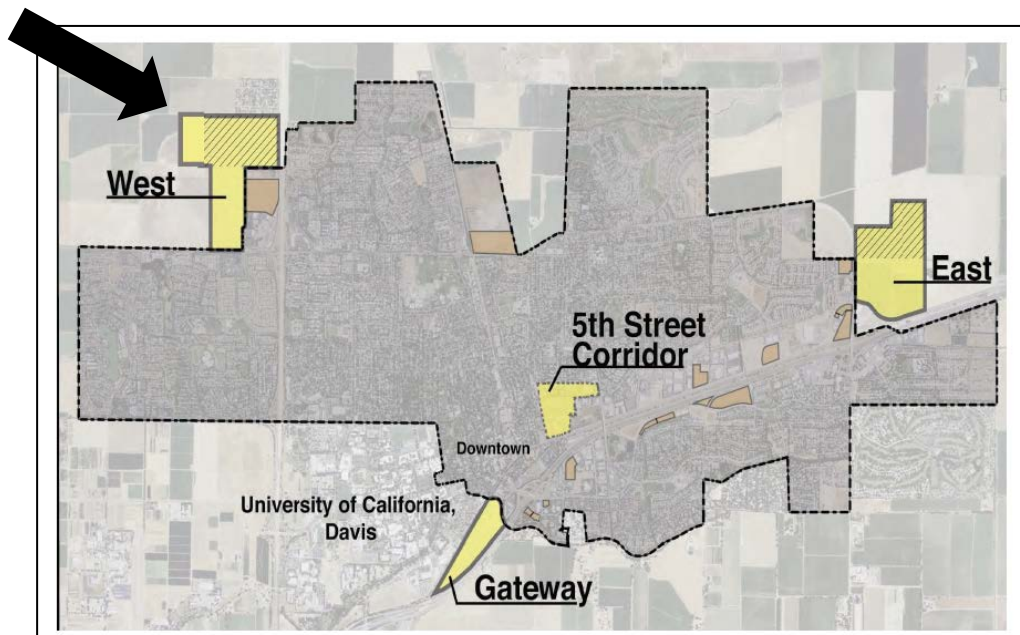 West
East
5th Street
Corridor
Downtown
University of California,
Davis
Gateway